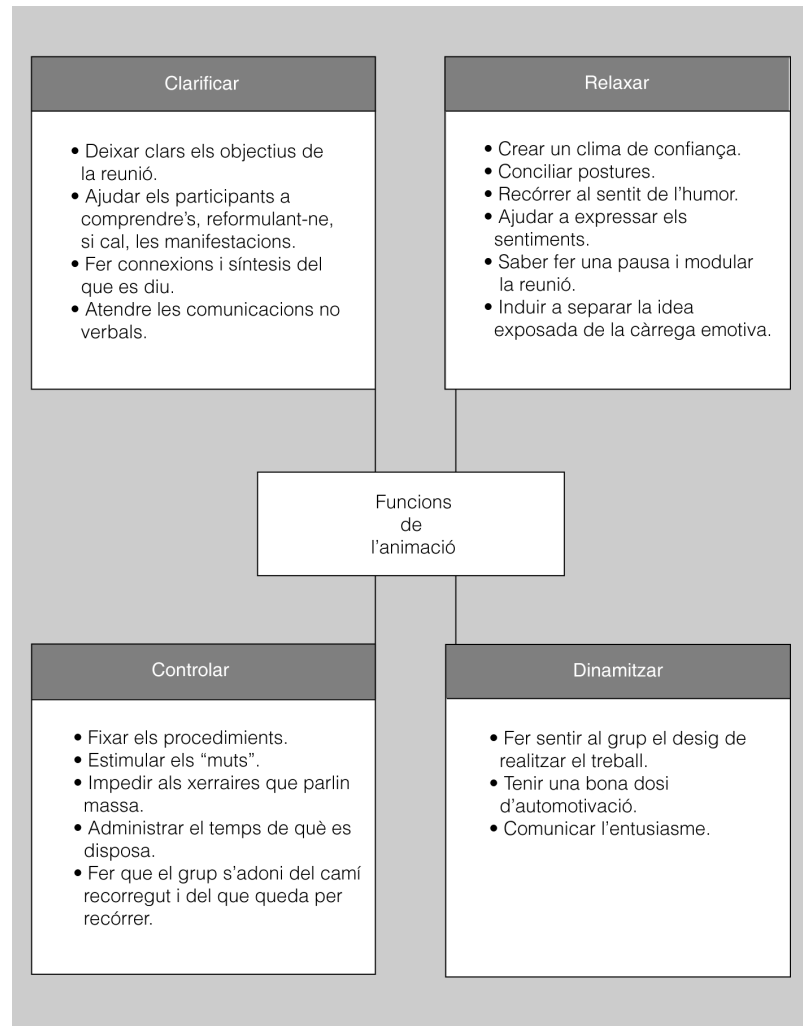 Clarificar
• Deixar clars els objectius de
la reunió.
• Ajudar els participants a
comprendre’s, reformulant-ne,
si cal, les manifestacions.
• Fer connexions i síntesis del
que es diu.
• Atendre les comunicacions no
verbals.
Relaxar
• Crear un clima de confiança.
• Conciliar postures.
• Recórrer al sentit de l’humor.
• Ajudar a expressar els
sentiments.
• Saber fer una pausa i modular
la reunió.
• Induir a separar la idea
exposada de la càrrega emotiva.
Funcions
de
l’animació
Controlar
• Fixar els procedimients.
• Estimular els “muts”.
• Impedir als xerraires que parlin
massa.
• Administrar el temps de què es
disposa.
• Fer que el grup s’adoni del camí
recorregut i del que queda per
recórrer.
Dinamitzar
• Fer sentir al grup el desig de
realitzar el treball.
• Tenir una bona dosi
d’automotivació.
• Comunicar l’entusiasme.